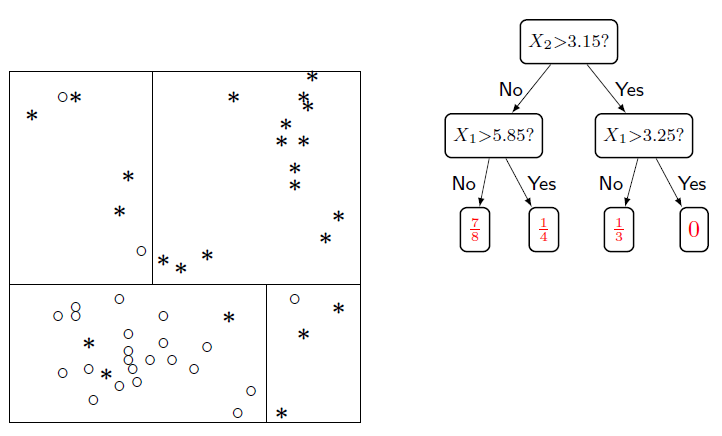 X₂>3.15?
No
Yes
X₁>5.85?
X₁>3.25?
No
Yes
No
Yes
7/8
1/4
1/3
0